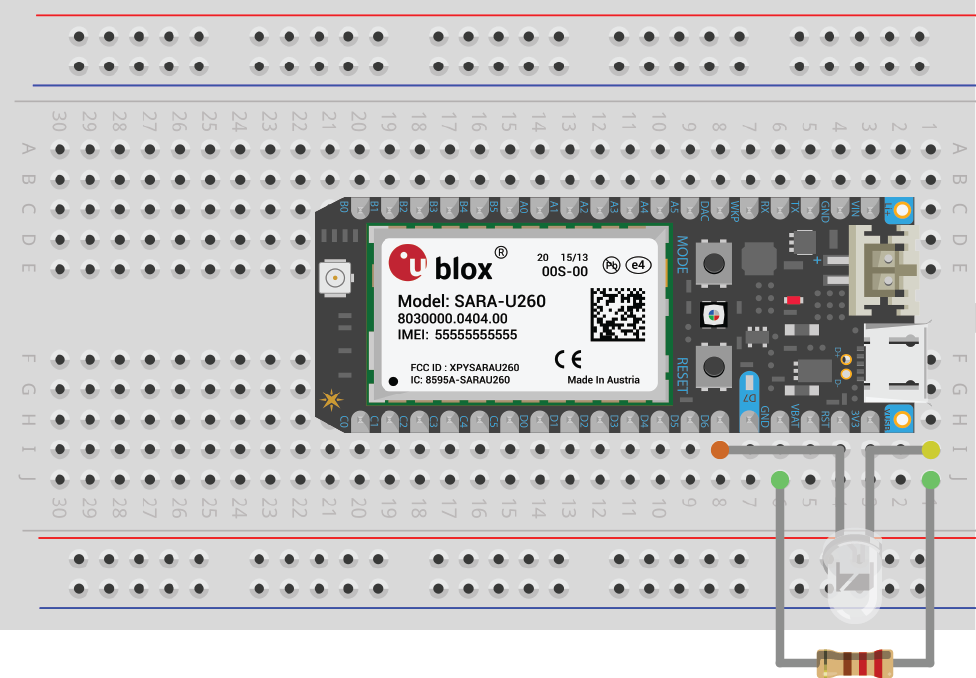 30 29 28 27 26 25 24 23 22 21 20 19 18 17 16 15 14 13 12 11 10 9 8 7 6 5 4 3 2 1
A A
B B
C C
D D
E E
B0 B1 B2 B3 B4 B5 A0 A1 A2 A3 A4 A5 DAC WKP RX TX GND VIN Li+
MODE
u blox ®
20 15/13
00S-00
Pb e4
Model: SARA-U260
8030000.0404.00
IMEI: 55555555555
FCC ID : XPYSARAU260
IC: 8595A-SARAU260
CE
Made In Austria
RESET
+
D+
D-
D7
F F
G G
H H
I I
J J
C0 C1 C2 C3 C4 C5 D0 D1 D2 D3 D4 D5 D6 GND VBAT RST 3V3
30 29 28 27 26 25 24 23 22 21 20 19 18 17 16 15 14 13 12 11 10 9 8 7 5 4 3 2